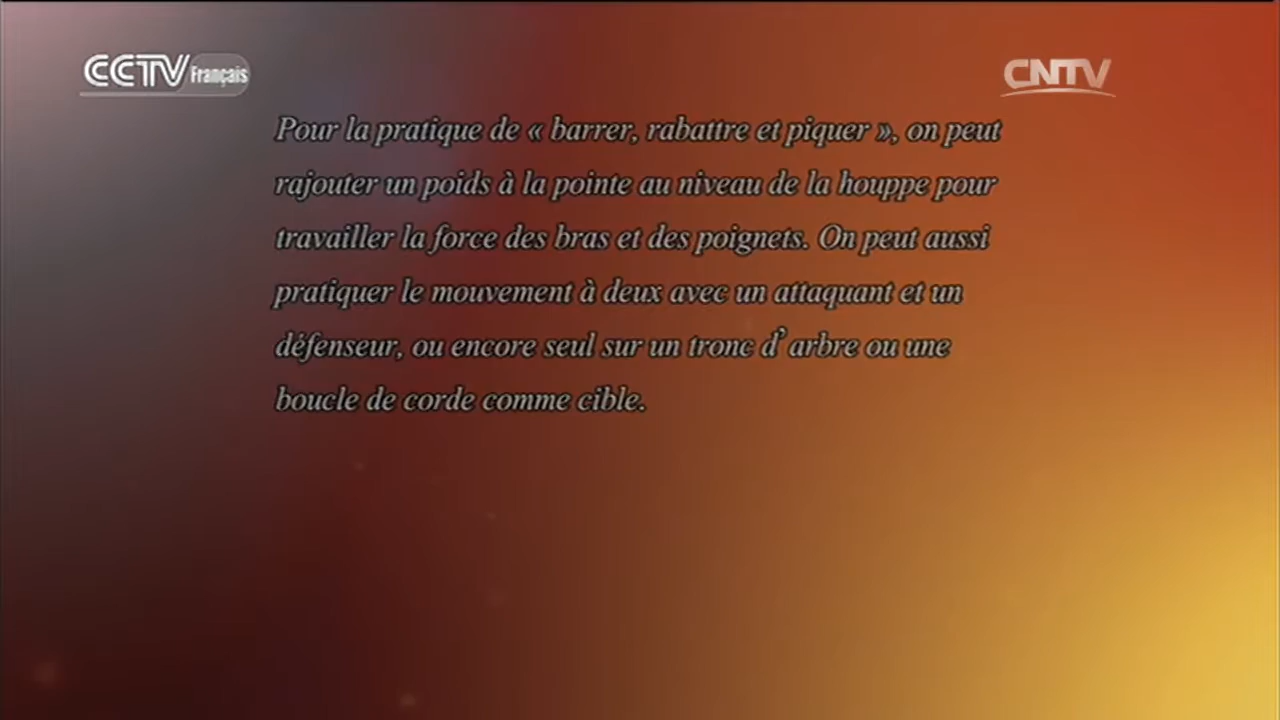 CCTV Français
CNTV
Pour la pratique de « barrer, rabattre et piquer », on peut
rajouter un poids à la pointe au niveau de la houppe pour
travailler la force des bras et des poignets. On peut aussi
pratiquer le mouvement à deux avec un attaquant et un
défenseur, ou encore seul sur un tronc d’arbre ou une
boucle de corde comme cible.